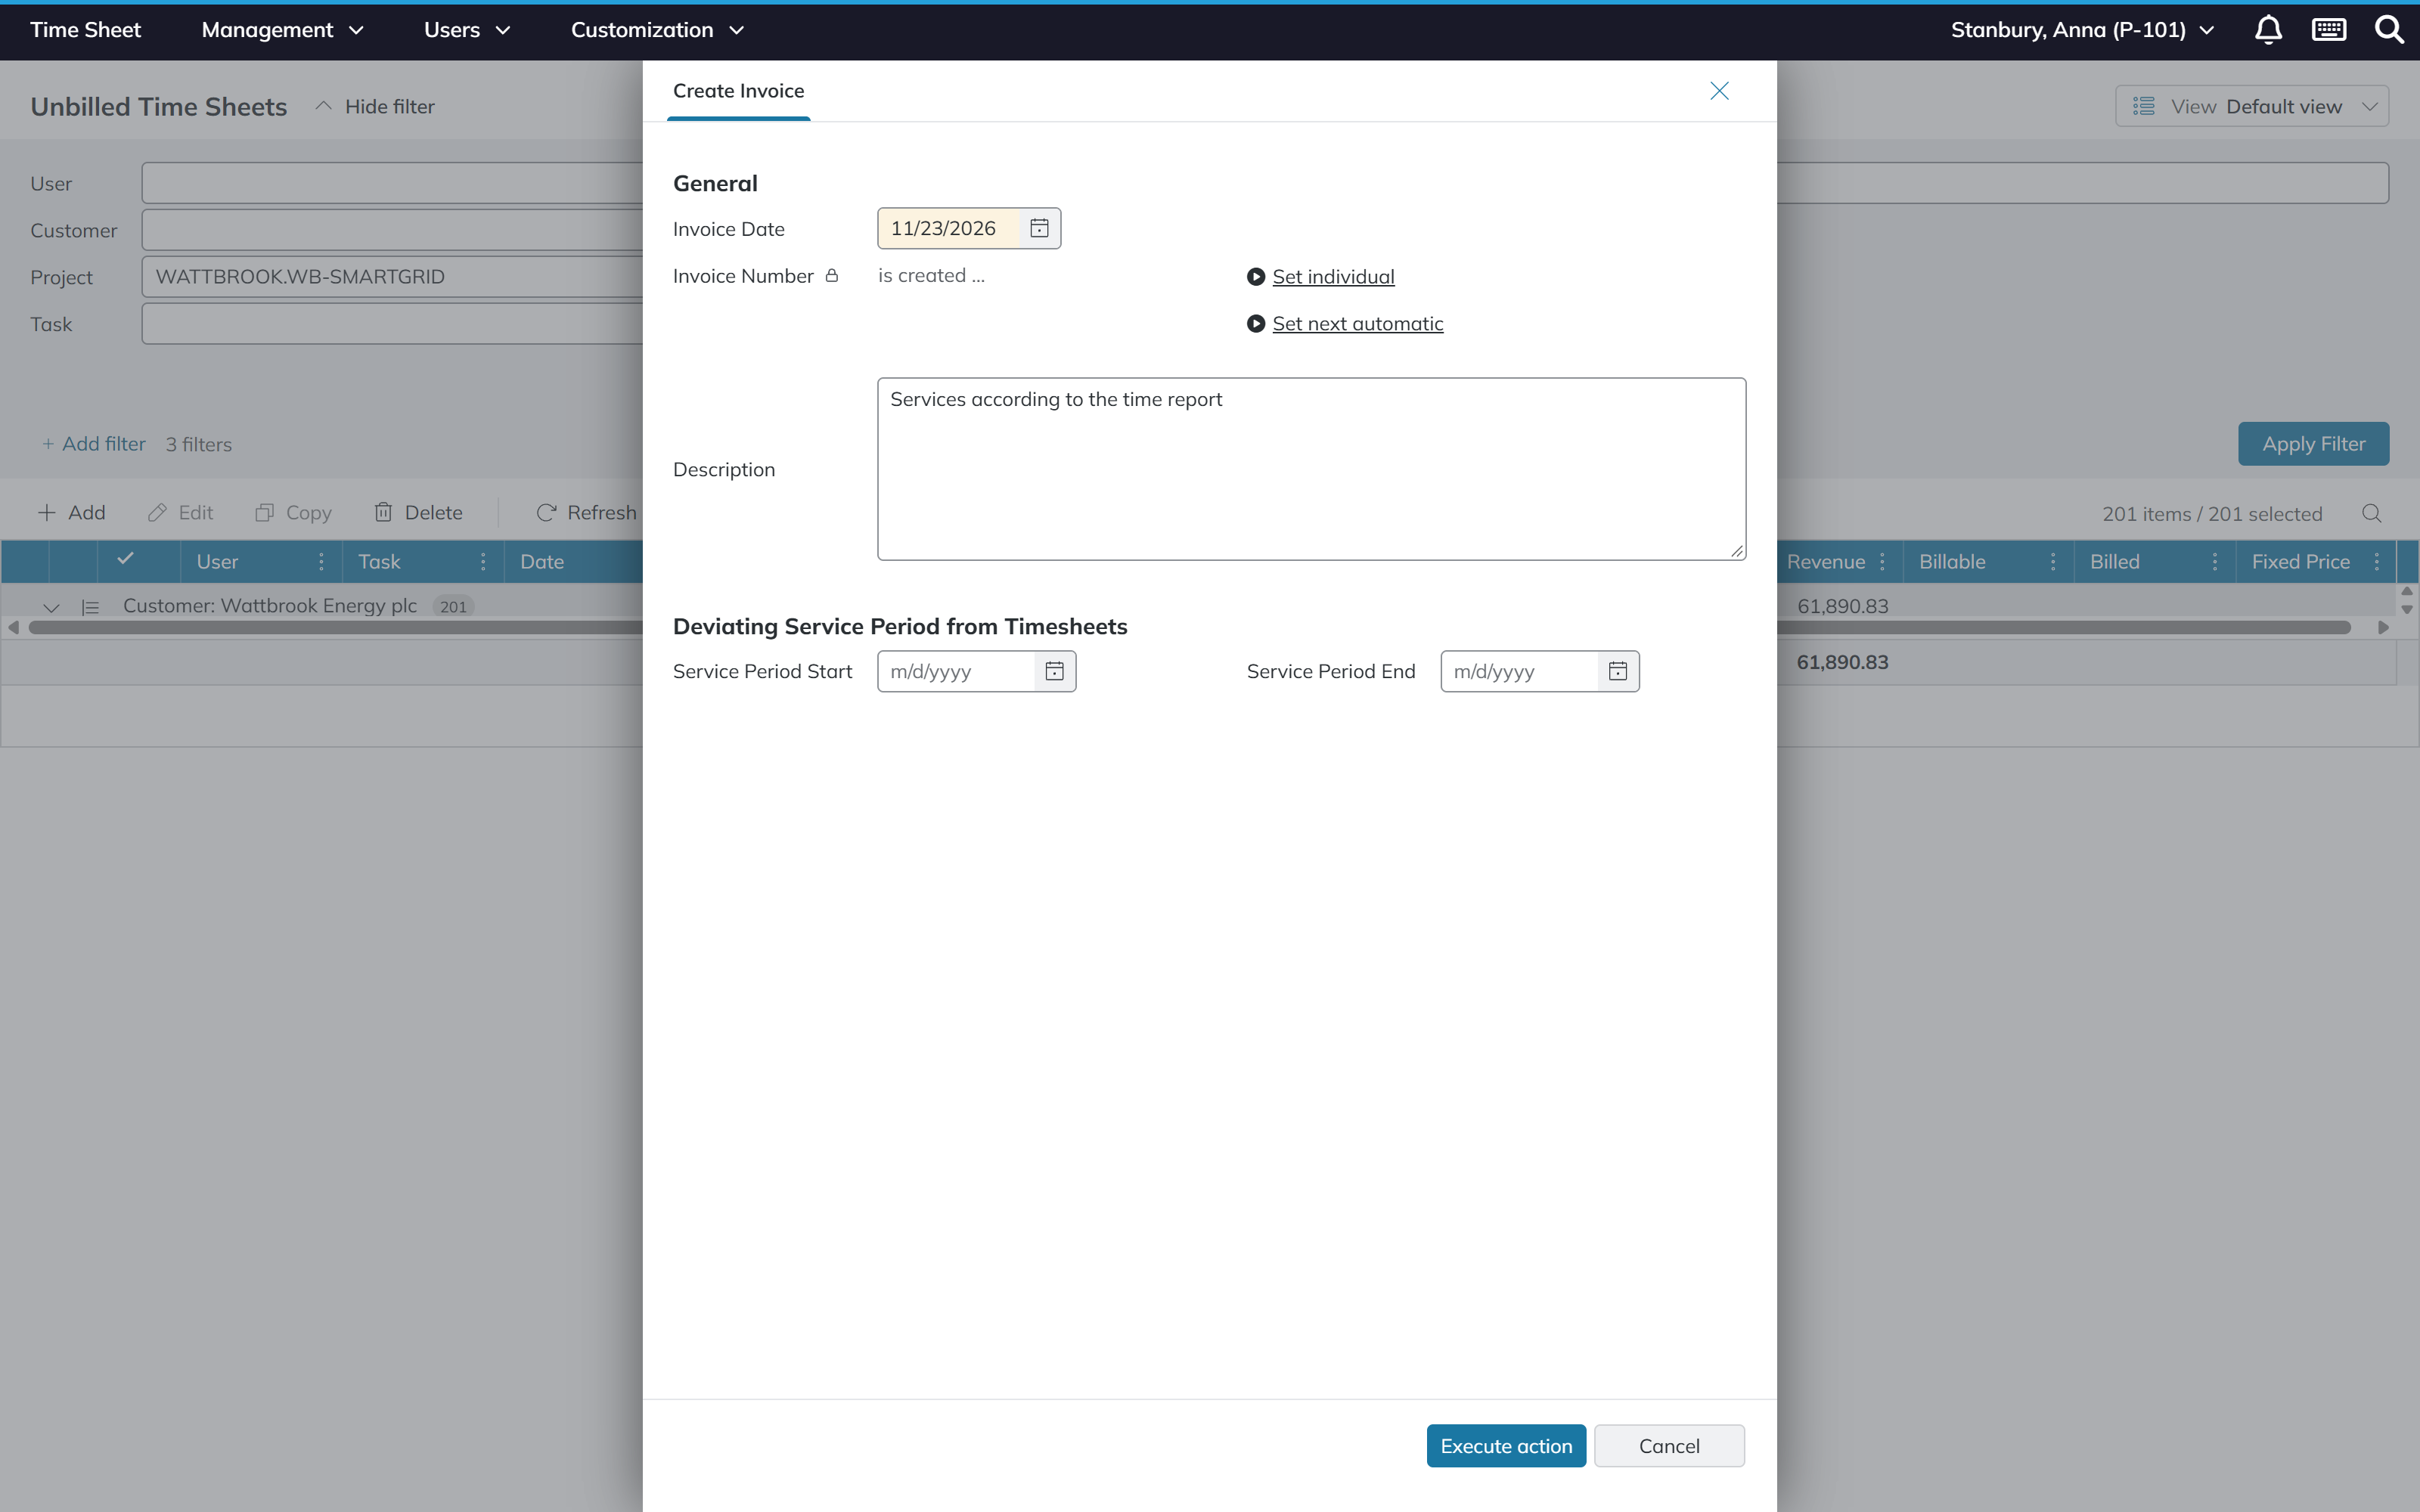 Time Sheet Management Users Customization Stanbury, Anna (P-101)
Unbilled Time Sheets Hide filter View Default view
User
Customer
Project WATTBROOK.WB-SMARTGRID
Task
+ Add filter 3 filters Apply Filter
Add Edit Copy Delete Refresh 201 items / 201 selected
User Task Date Revenue Billable Billed Fixed Price
Customer: Wattbrook Energy plc 201 61,890.83
61,890.83
Create Invoice
General
Invoice Date 11/23/2026
Invoice Number is created ... Set individual
Set next automatic
Description Services according to the time report
Deviating Service Period from Timesheets
Service Period Start m/d/yyyy Service Period End m/d/yyyy
Execute action Cancel